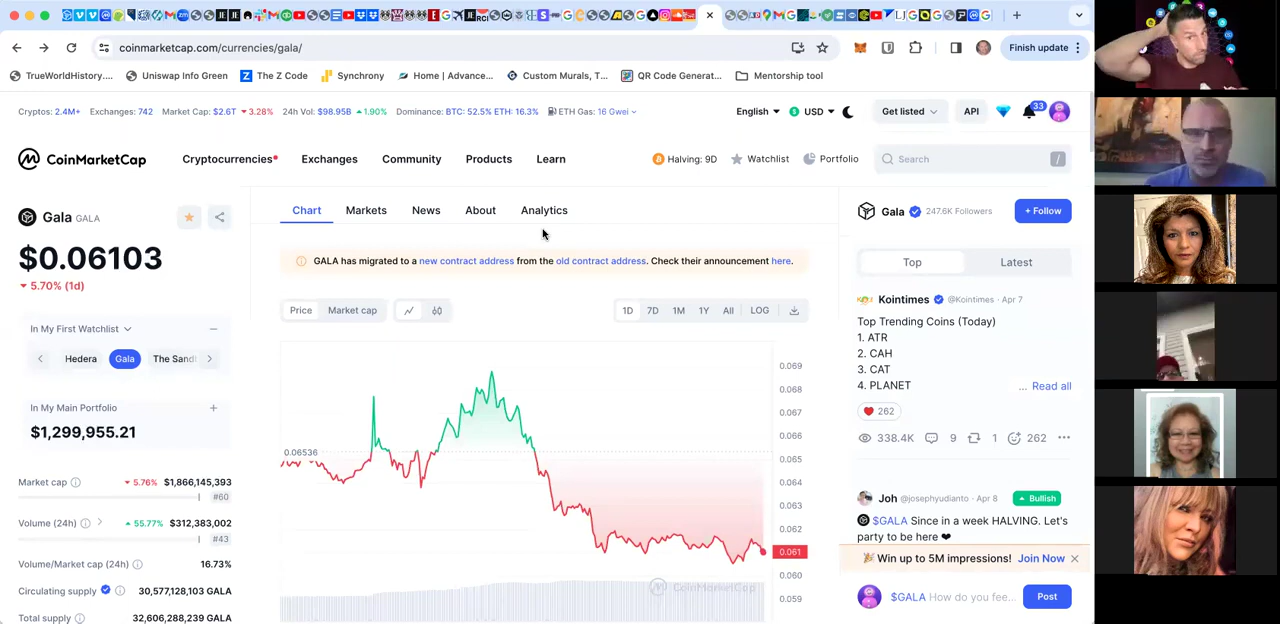 coinmarketcap.com/currencies/gala/
Finish update
TrueWorldHistory....
Uniswap Info Green
The Z Code
Synchrony
Home | Advance...
Custom Murals, T...
QR Code Generat...
Mentorship tool
Cryptos: 2.4M+ Exchanges: 742 Market Cap: $2.6T 3.28% 24h Vol: $98.95B 1.90% Dominance: BTC: 52.5% ETH: 16.3% ETH Gas: 16 Gwei
English
USD
Get listed
API
33
CoinMarketCap
Cryptocurrencies
Exchanges
Community
Products
Learn
Halving: 9D
Watchlist
Portfolio
Search
/
Gala GALA
$0.06103
5.70% (1d)
In My First Watchlist
Hedera
Gala
The Sand
In My Main Portfolio
+
$1,299,955.21
Market cap
5.76% $1,866,145,393
#60
Volume (24h)
55.77% $312,383,002
#43
Volume/Market cap (24h)
16.73%
Circulating supply
30,577,128,103 GALA
Total supply
32,606,288,239 GALA
Chart
Markets
News
About
Analytics
GALA has migrated to a new contract address from the old contract address. Check their announcement here.
Price
Market cap
1D
7D
1M
1Y
All
LOG
0.069
0.068
0.067
0.066
0.065
0.064
0.063
0.062
0.061
0.060
0.059
0.06536
CoinMarketCap
Gala
247.6K Followers
+ Follow
Top
Latest
Kointimes @Kointimes · Apr 7
Top Trending Coins (Today)
1. ATR
2. CAH
3. CAT
4. PLANET
... Read all
262
338.4K
9
1
262
Joh @josephyudianto · Apr 8
Bullish
$GALA Since in a week HALVING. Let's
party to be here
Win up to 5M impressions! Join Now
$GALA How do you fee...
Post